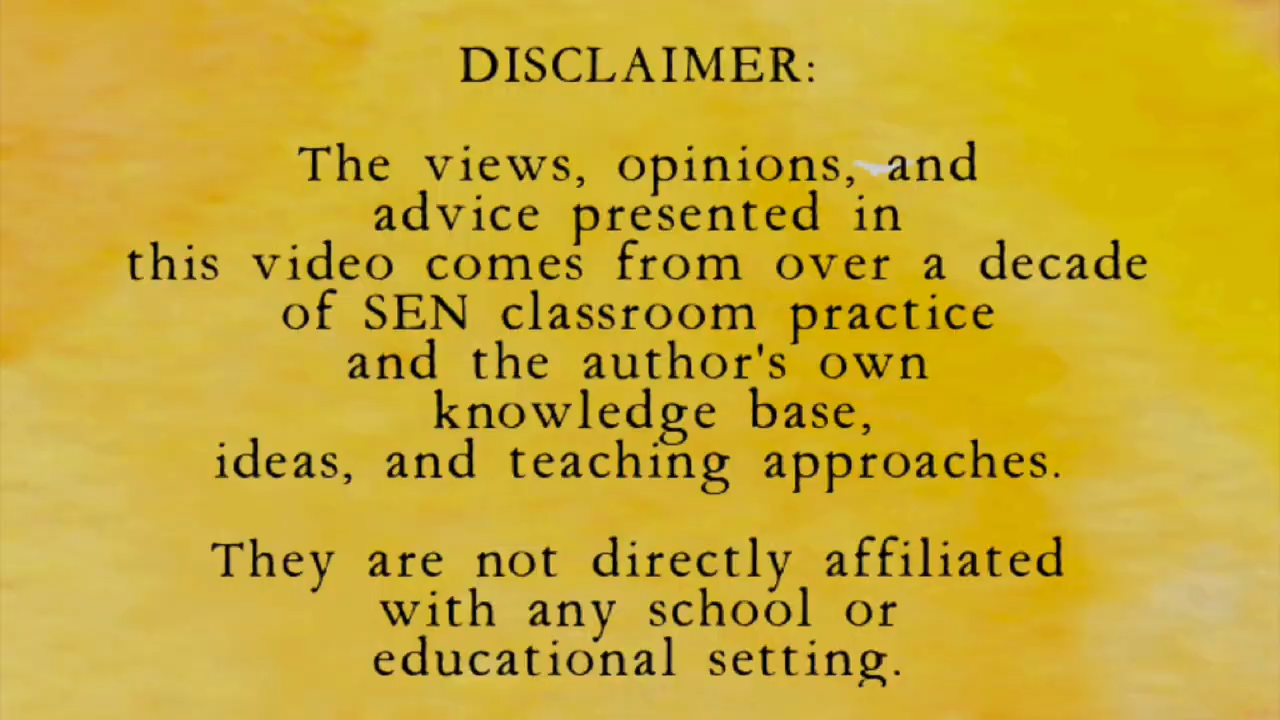 DISCLAIMER:
The views, opinions, and
advice presented in
this video comes from over a decade
of SEN classroom practice
and the author's own
knowledge base,
ideas, and teaching approaches.
They are not directly affiliated
with any school or
educational setting.